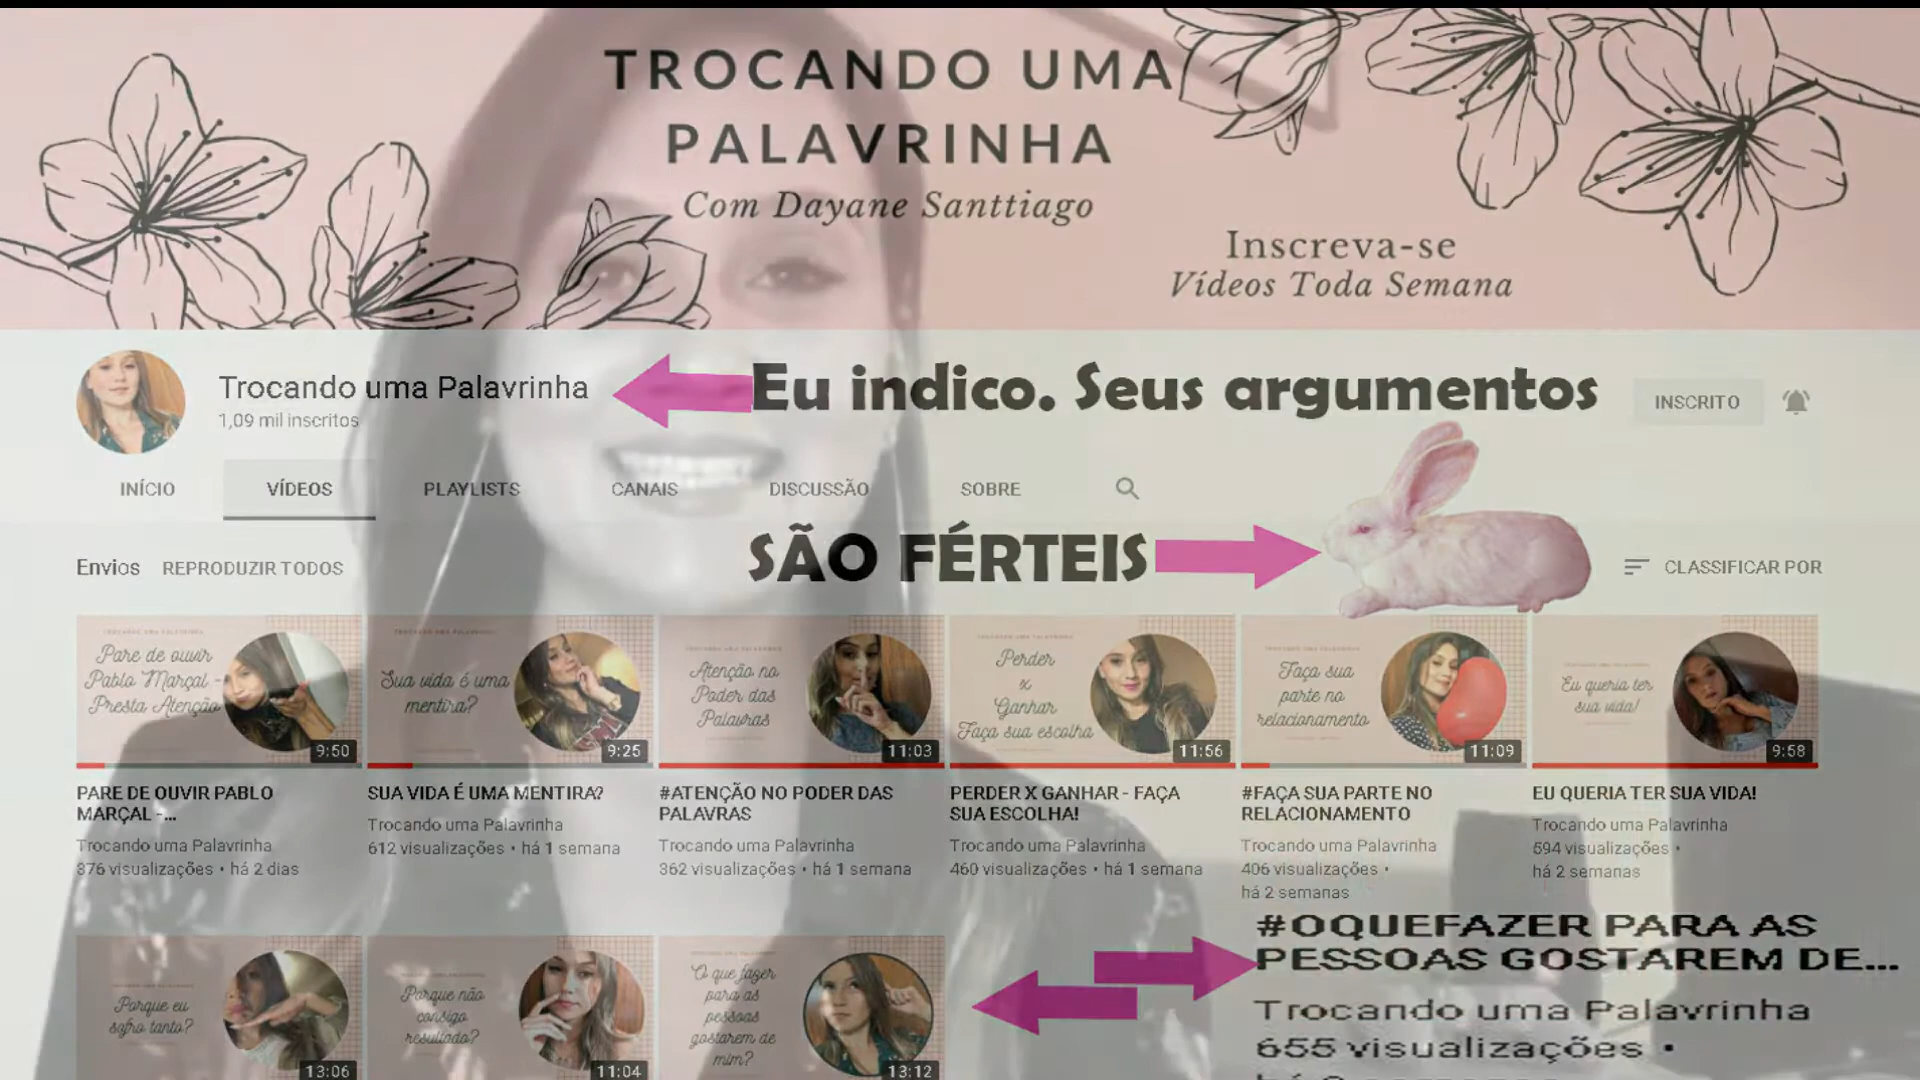 TROCANDO UMA
PALAVRINHA
Com Dayane Santtiago
Inscreva-se
Vídeos Toda Semana
Trocando uma Palavrinha
1,09 mil inscritos
Eu indico. Seus argumentos
INSCRITO
INÍCIO VÍDEOS PLAYLISTS CANAIS DISCUSSÃO SOBRE
SÃO FÉRTEIS
Envios REPRODUZIR TODOS
CLASSIFICAR POR
Pare de ouvir
Pablo Marçal -
Presta Atenção
9:50
Sua vida é uma
mentira?
9:25
Atenção no
Poder das
Palavras
11:03
Perder
x
Ganhar
Faça sua escolha
11:56
Faça sua
parte no
relacionamento
11:09
Eu queria ter
sua vida!
9:58
PARE DE OUVIR PABLO
MARÇAL -...
Trocando uma Palavrinha
376 visualizações • há 2 dias
SUA VIDA É UMA MENTIRA?
Trocando uma Palavrinha
612 visualizações • há 1 semana
#ATENÇÃO NO PODER DAS
PALAVRAS
Trocando uma Palavrinha
362 visualizações • há 1 semana
PERDER X GANHAR - FAÇA
SUA ESCOLHA!
Trocando uma Palavrinha
460 visualizações • há 1 semana
#FAÇA SUA PARTE NO
RELACIONAMENTO
Trocando uma Palavrinha
406 visualizações •
há 2 semanas
EU QUERIA TER SUA VIDA!
Trocando uma Palavrinha
594 visualizações •
há 2 semanas
Porque eu
sofro tanto?
13:06
Porque não
consigo
resultado?
11:04
O que fazer
para as
pessoas
gostarem de
mim?
13:12
#OQUEFAZER PARA AS
PESSOAS GOSTAREM DE...
Trocando uma Palavrinha
655 visualizações •